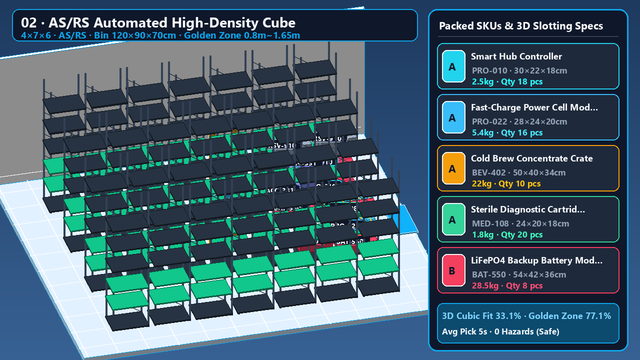 02 · AS/RS Automated High-Density Cube
4×7×6 · AS/RS · Bin 120×90×70cm · Golden Zone 0.8m–1.65m
Packed SKUs & 3D Slotting Specs
A
Smart Hub Controller
PRO-010 · 30×22×18cm
2.5kg · Qty 18 pcs
A
Fast-Charge Power Cell Mod...
PRO-022 · 28×24×20cm
5.4kg · Qty 16 pcs
A
Cold Brew Concentrate Crate
BEV-402 · 50×40×34cm
22kg · Qty 10 pcs
A
Sterile Diagnostic Cartrid...
MED-108 · 24×20×18cm
1.8kg · Qty 20 pcs
B
LiFePO4 Backup Battery Mod...
BAT-550 · 54×42×36cm
28.5kg · Qty 8 pcs
3D Cubic Fit 33.1% · Golden Zone 77.1%
Avg Pick 5s · 0 Hazards (Safe)